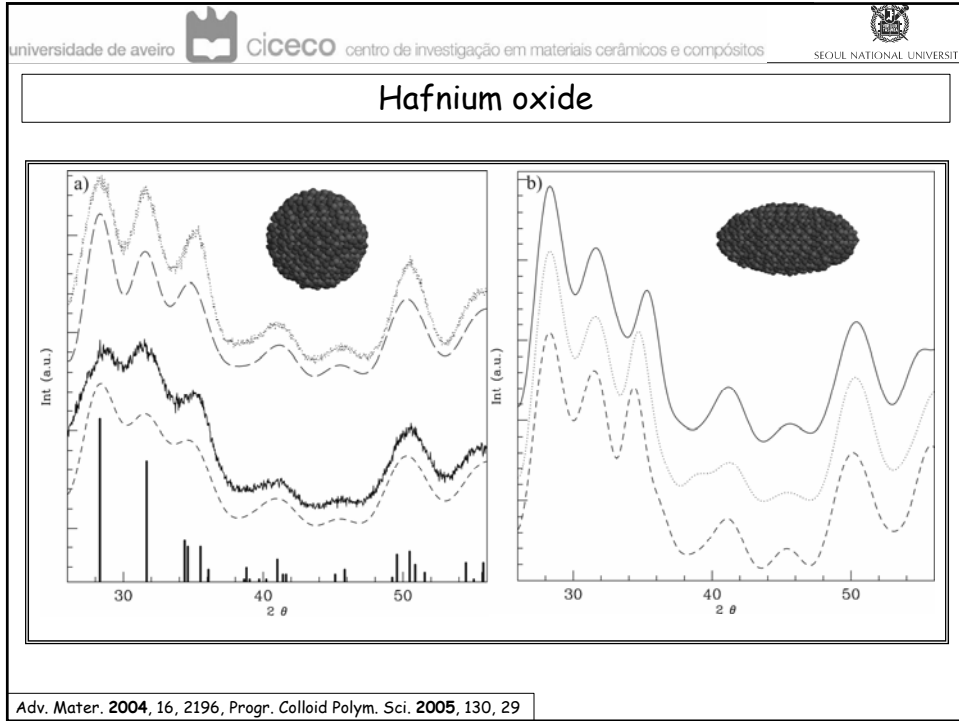 universidade de aveiro
ciceco centro de investigação em materiais cerâmicos e compósitos
SEOUL NATIONAL UNIVERSIT
Hafnium oxide
a)
Int (a.u.)
30 40 50
2 θ
b)
Int (a.u.)
30 40 50
2 θ
Adv. Mater. 2004, 16, 2196, Progr. Colloid Polym. Sci. 2005, 130, 29